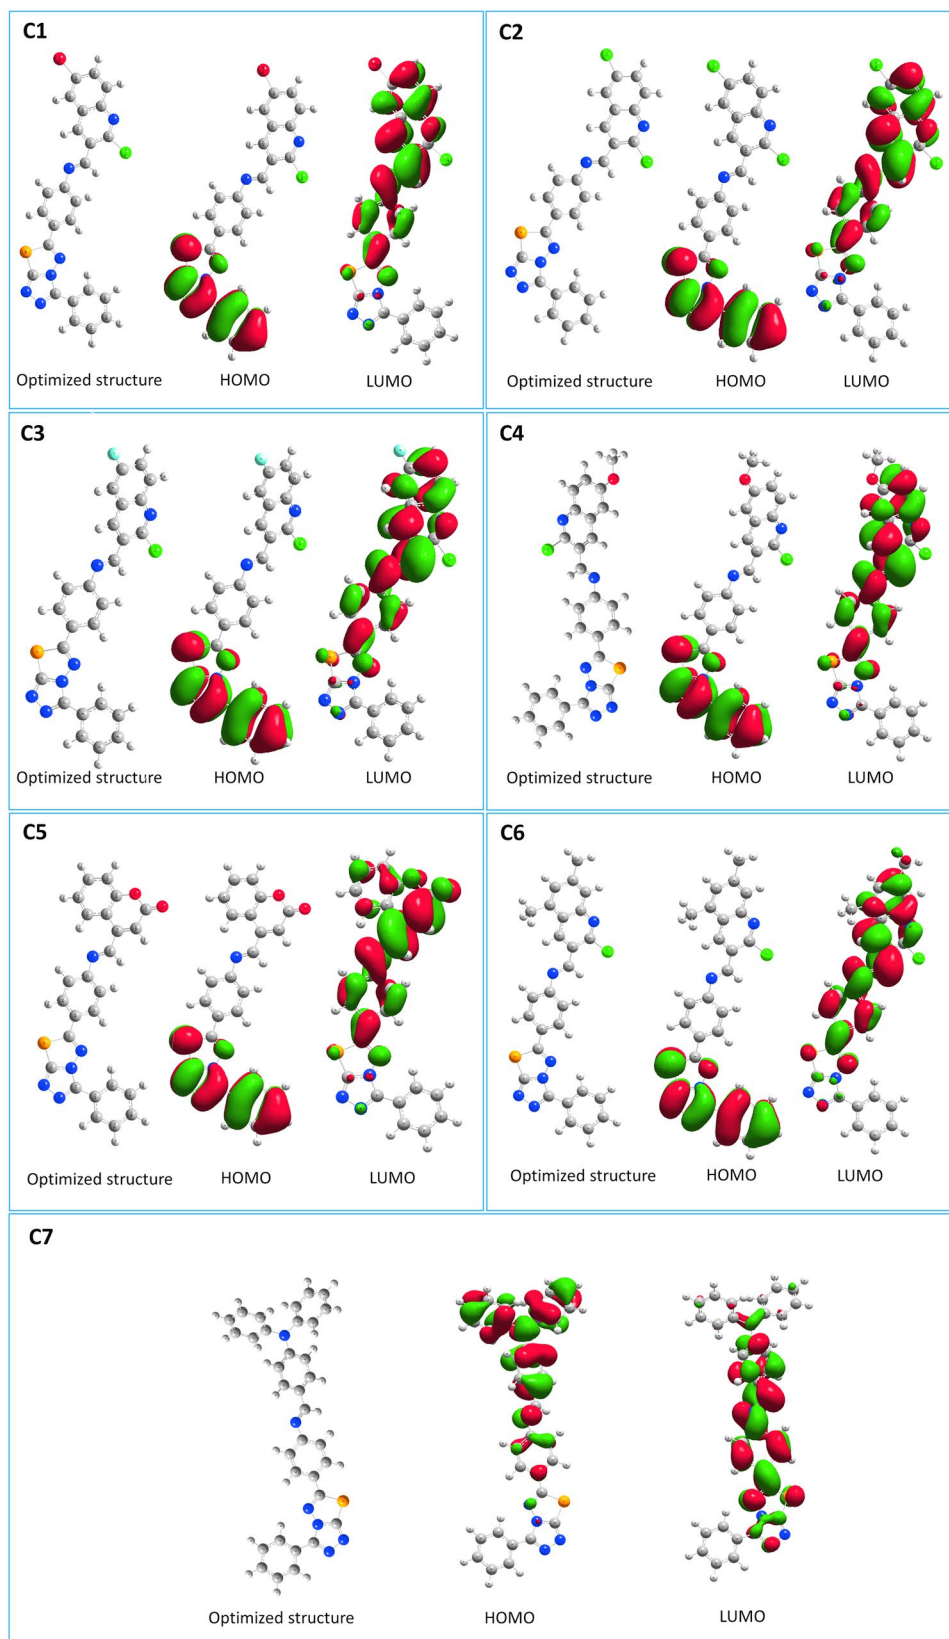 C1
Optimized structure
HOMO
LUMO
C2
Optimized structure
HOMO
LUMO
C3
Optimized structure
HOMO
LUMO
C4
Optimized structure
HOMO
LUMO
C5
Optimized structure
HOMO
LUMO
C6
Optimized structure
HOMO
LUMO
C7
Optimized structure
HOMO
LUMO